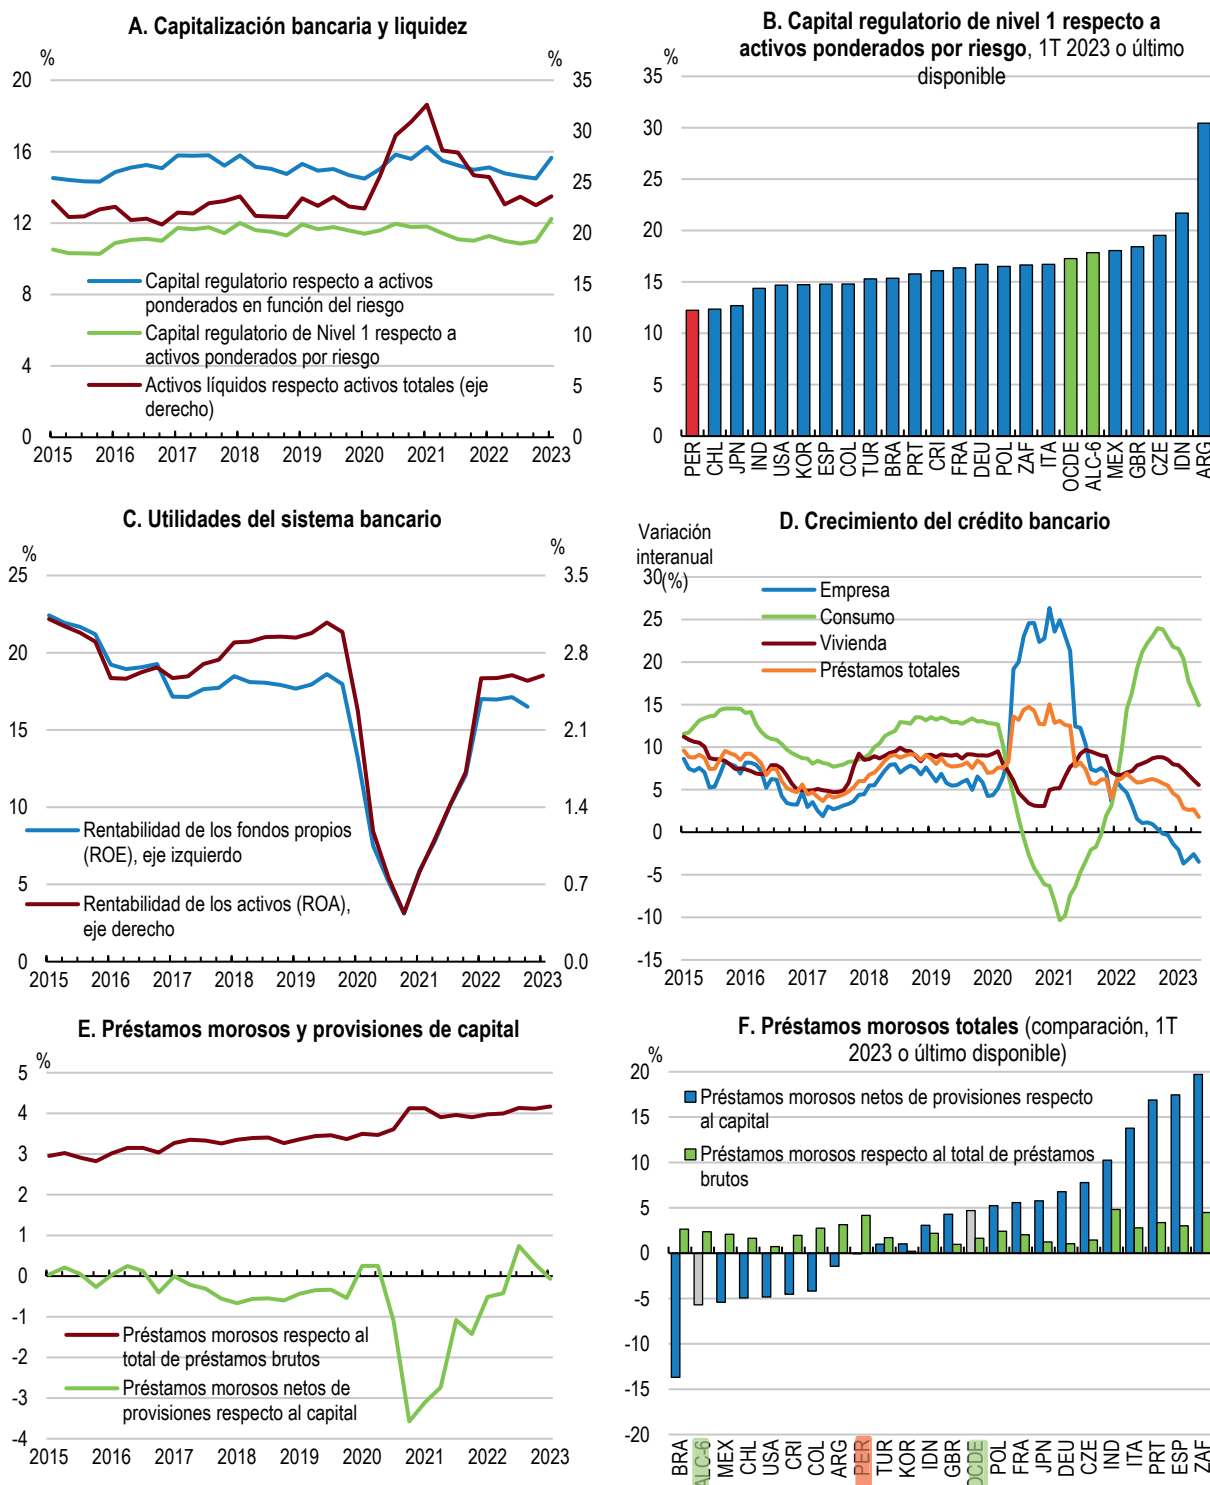 A. Capitalización bancaria y liquidez
%
%
20
16
12
8
4
0
35
30
25
20
15
10
5
0
Capital regulatorio respecto a activos
ponderados en función del riesgo
Capital regulatorio de Nivel 1 respecto a
activos ponderados por riesgo
Activos líquidos respecto activos totales (eje
derecho)
2015 2016 2017 2018 2019 2020 2021 2022 2023
B. Capital regulatorio de nivel 1 respecto a
activos ponderados por riesgo, 1T 2023 o último
disponible
%
35
30
25
20
15
10
5
0
PER CHL JPN IND USA KOR ESP COL TUR BRA PRT CRI FRA DEU POL ZAF ITA OCDE ALC-6 MEX GBR CZE IDN ARG
C. Utilidades del sistema bancario
%
%
25
20
15
10
5
0
3.5
2.8
2.1
1.4
0.7
0.0
Rentabilidad de los fondos propios
(ROE), eje izquierdo
Rentabilidad de los activos (ROA),
eje derecho
2015 2016 2017 2018 2019 2020 2021 2022 2023
D. Crecimiento del crédito bancario
Variación
interanual
(%)
30
25
20
15
10
5
0
-5
-10
-15
Empresa
Consumo
Vivienda
Préstamos totales
2015 2016 2017 2018 2019 2020 2021 2022 2023
E. Préstamos morosos y provisiones de capital
%
5
4
3
2
1
0
-1
-2
-3
-4
Préstamos morosos respecto al
total de préstamos brutos
Préstamos morosos netos de
provisiones respecto al capital
2015 2016 2017 2018 2019 2020 2021 2022 2023
F. Préstamos morosos totales (comparación, 1T
2023 o último disponible)
%
20
15
10
5
0
-5
-10
-15
-20
Préstamos morosos netos de provisiones respecto
al capital
Préstamos morosos respecto al total de préstamos
brutos
BRA ALC-6 MEX CHL USA CRI COL ARG PER TUR KOR IDN GBR OCDE POL FRA JPN DEU CZE IND ITA PRT ESP ZAF